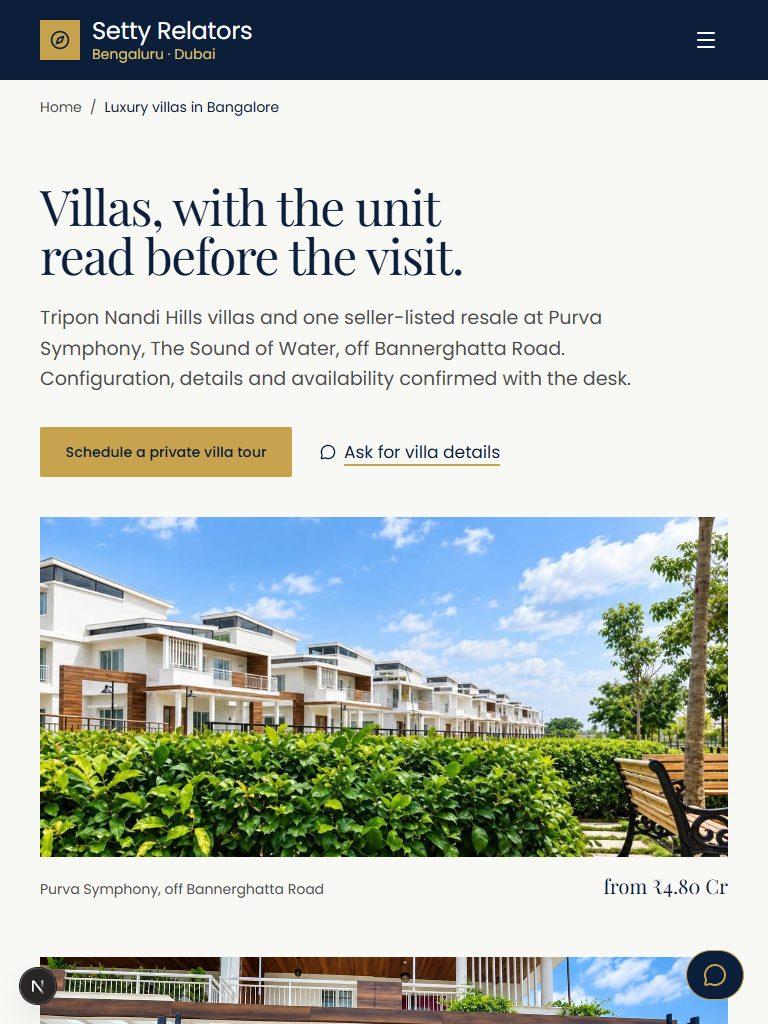 Setty Relators
Bengaluru · Dubai
Home / Luxury villas in Bangalore
Villas, with the unit
read before the visit.
Tripon Nandi Hills villas and one seller-listed resale at Purva
Symphony, The Sound of Water, off Bannerghatta Road.
Configuration, details and availability confirmed with the desk.
Schedule a private villa tour
Ask for villa details
Purva Symphony, off Bannerghatta Road
from ₹4.80 Cr
N